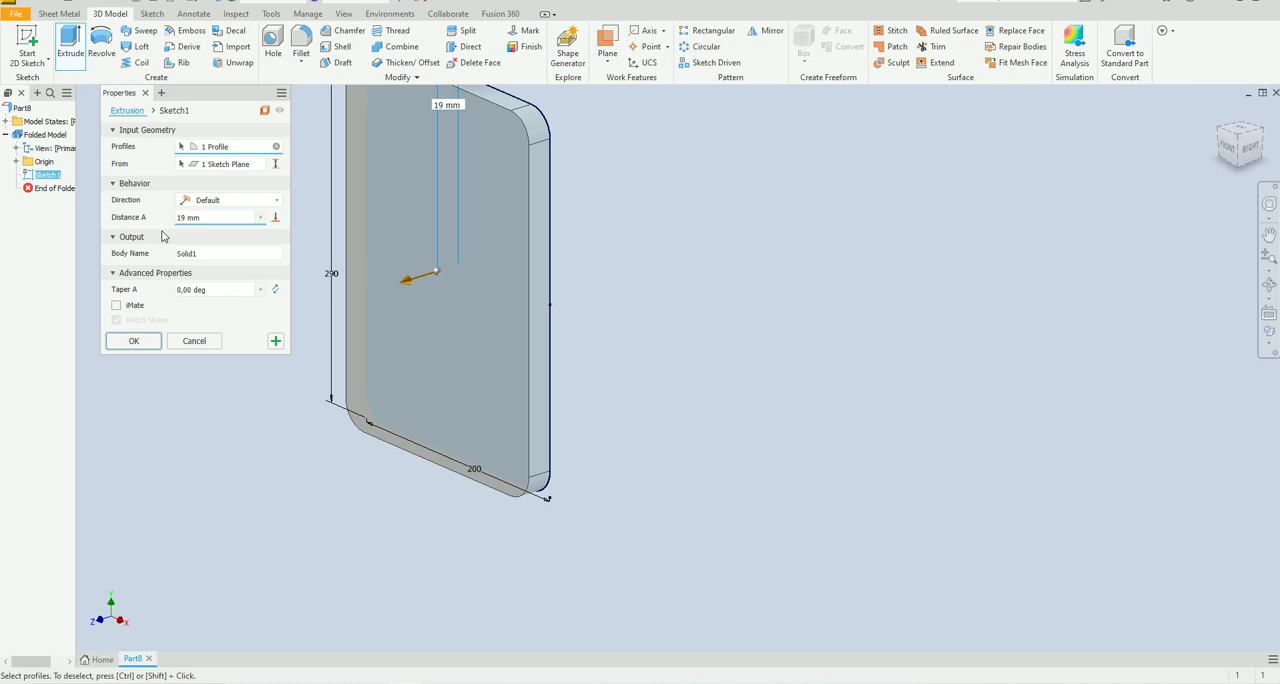 File Sheet Metal 3D Model Sketch Annotate Inspect Tools Manage View Environments Collaborate Fusion 360
Start 2D Sketch
Extrude
Revolve
Sweep
Emboss
Decal
Loft
Derive
Import
Coil
Rib
Unwrap
Hole
Fillet
Chamfer
Thread
Split
Mark
Shell
Combine
Direct
Finish
Draft
Thicken/ Offset
Delete Face
Shape Generator
Plane
Axis
Point
UCS
Rectangular
Mirror
Circular
Sketch Driven
Box
Face
Convert
Stitch
Ruled Surface
Replace Face
Patch
Trim
Repair Bodies
Sculpt
Extend
Fit Mesh Face
Stress Analysis
Convert to Standard Part
Sketch Create Modify Explore Work Features Pattern Create Freeform Surface Simulation Convert
Part8
Model States: [P
Folded Model
View: [Primar
Origin
Sketch1
End of Folde
Properties
Extrusion > Sketch1
Input Geometry
Profiles 1 Profile
From 1 Sketch Plane
Behavior
Direction Default
Distance A 19 mm
Output
Body Name Solid1
Advanced Properties
Taper A 0,00 deg
iMate
Match Shape
OK Cancel
19 mm
290
200
FRONT
RIGHT
Y
Z
X
Home Part8
Select profiles. To deselect, press [Ctrl] or [Shift] + Click. 1 1